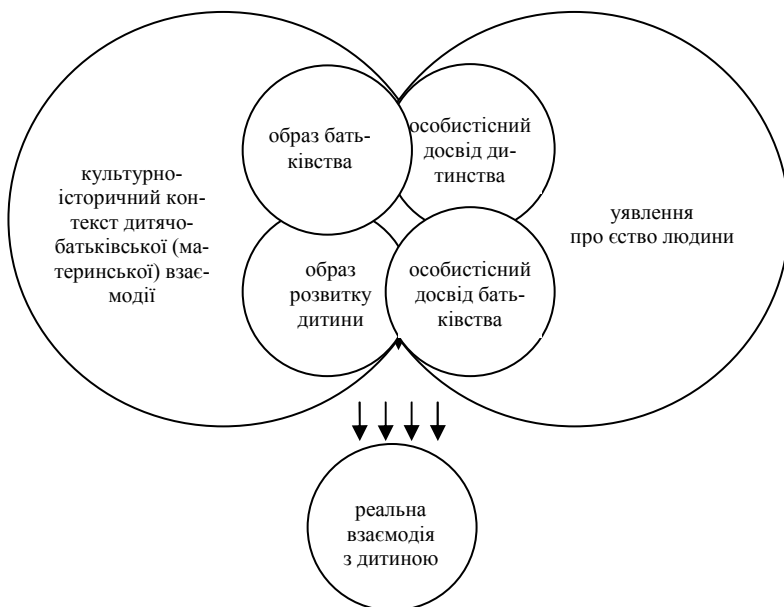 культурно-
історичний кон-
текст дитячо-
батьківської (ма-
теринської) взає-
модії
образ бать-
ківства
особистісний
досвід ди-
тинства
образ
розвитку
дитини
особистісний
досвід бать-
ківства
уявлення
про єство людини
реальна
взаємодія
з дитиною